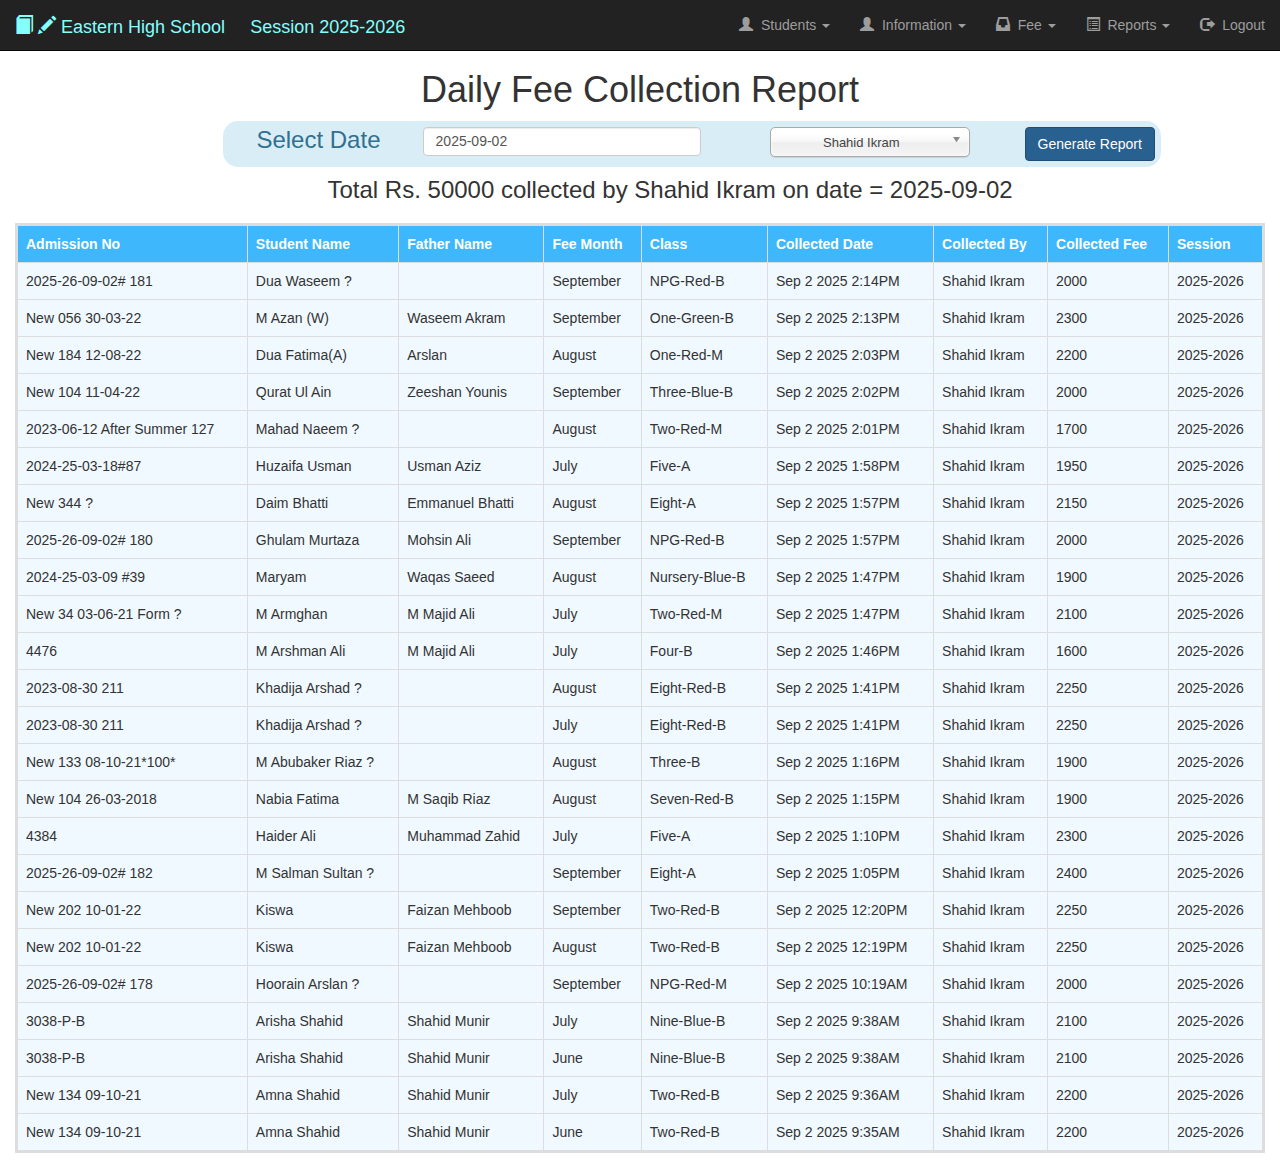 Eastern High School Session 2025-2026 Students Information Fee Reports Logout
Daily Fee Collection Report
Select Date 2025-09-02 Shahid Ikram Generate Report
Total Rs. 50000 collected by Shahid Ikram on date = 2025-09-02
Admission No Student Name Father Name Fee Month Class Collected Date Collected By Collected Fee Session
2025-26-09-02# 181 Dua Waseem ? September NPG-Red-B Sep 2 2025 2:14PM Shahid Ikram 2000 2025-2026
New 056 30-03-22 M Azan (W) Waseem Akram September One-Green-B Sep 2 2025 2:13PM Shahid Ikram 2300 2025-2026
New 184 12-08-22 Dua Fatima(A) Arslan August One-Red-M Sep 2 2025 2:03PM Shahid Ikram 2200 2025-2026
New 104 11-04-22 Qurat Ul Ain Zeeshan Younis September Three-Blue-B Sep 2 2025 2:02PM Shahid Ikram 2000 2025-2026
2023-06-12 After Summer 127 Mahad Naeem ? August Two-Red-M Sep 2 2025 2:01PM Shahid Ikram 1700 2025-2026
2024-25-03-18#87 Huzaifa Usman Usman Aziz July Five-A Sep 2 2025 1:58PM Shahid Ikram 1950 2025-2026
New 344 ? Daim Bhatti Emmanuel Bhatti August Eight-A Sep 2 2025 1:57PM Shahid Ikram 2150 2025-2026
2025-26-09-02# 180 Ghulam Murtaza Mohsin Ali September NPG-Red-B Sep 2 2025 1:57PM Shahid Ikram 2000 2025-2026
2024-25-03-09 #39 Maryam Waqas Saeed August Nursery-Blue-B Sep 2 2025 1:47PM Shahid Ikram 1900 2025-2026
New 34 03-06-21 Form ? M Armghan M Majid Ali July Two-Red-M Sep 2 2025 1:47PM Shahid Ikram 2100 2025-2026
4476 M Arshman Ali M Majid Ali July Four-B Sep 2 2025 1:46PM Shahid Ikram 1600 2025-2026
2023-08-30 211 Khadija Arshad ? August Eight-Red-B Sep 2 2025 1:41PM Shahid Ikram 2250 2025-2026
2023-08-30 211 Khadija Arshad ? July Eight-Red-B Sep 2 2025 1:41PM Shahid Ikram 2250 2025-2026
New 133 08-10-21*100* M Abubaker Riaz ? August Three-B Sep 2 2025 1:16PM Shahid Ikram 1900 2025-2026
New 104 26-03-2018 Nabia Fatima M Saqib Riaz August Seven-Red-B Sep 2 2025 1:15PM Shahid Ikram 1900 2025-2026
4384 Haider Ali Muhammad Zahid July Five-A Sep 2 2025 1:10PM Shahid Ikram 2300 2025-2026
2025-26-09-02# 182 M Salman Sultan ? September Eight-A Sep 2 2025 1:05PM Shahid Ikram 2400 2025-2026
New 202 10-01-22 Kiswa Faizan Mehboob September Two-Red-B Sep 2 2025 12:20PM Shahid Ikram 2250 2025-2026
New 202 10-01-22 Kiswa Faizan Mehboob August Two-Red-B Sep 2 2025 12:19PM Shahid Ikram 2250 2025-2026
2025-26-09-02# 178 Hoorain Arslan ? September NPG-Red-M Sep 2 2025 10:19AM Shahid Ikram 2000 2025-2026
3038-P-B Arisha Shahid Shahid Munir July Nine-Blue-B Sep 2 2025 9:38AM Shahid Ikram 2100 2025-2026
3038-P-B Arisha Shahid Shahid Munir June Nine-Blue-B Sep 2 2025 9:38AM Shahid Ikram 2100 2025-2026
New 134 09-10-21 Amna Shahid Shahid Munir July Two-Red-B Sep 2 2025 9:36AM Shahid Ikram 2200 2025-2026
New 134 09-10-21 Amna Shahid Shahid Munir June Two-Red-B Sep 2 2025 9:35AM Shahid Ikram 2200 2025-2026